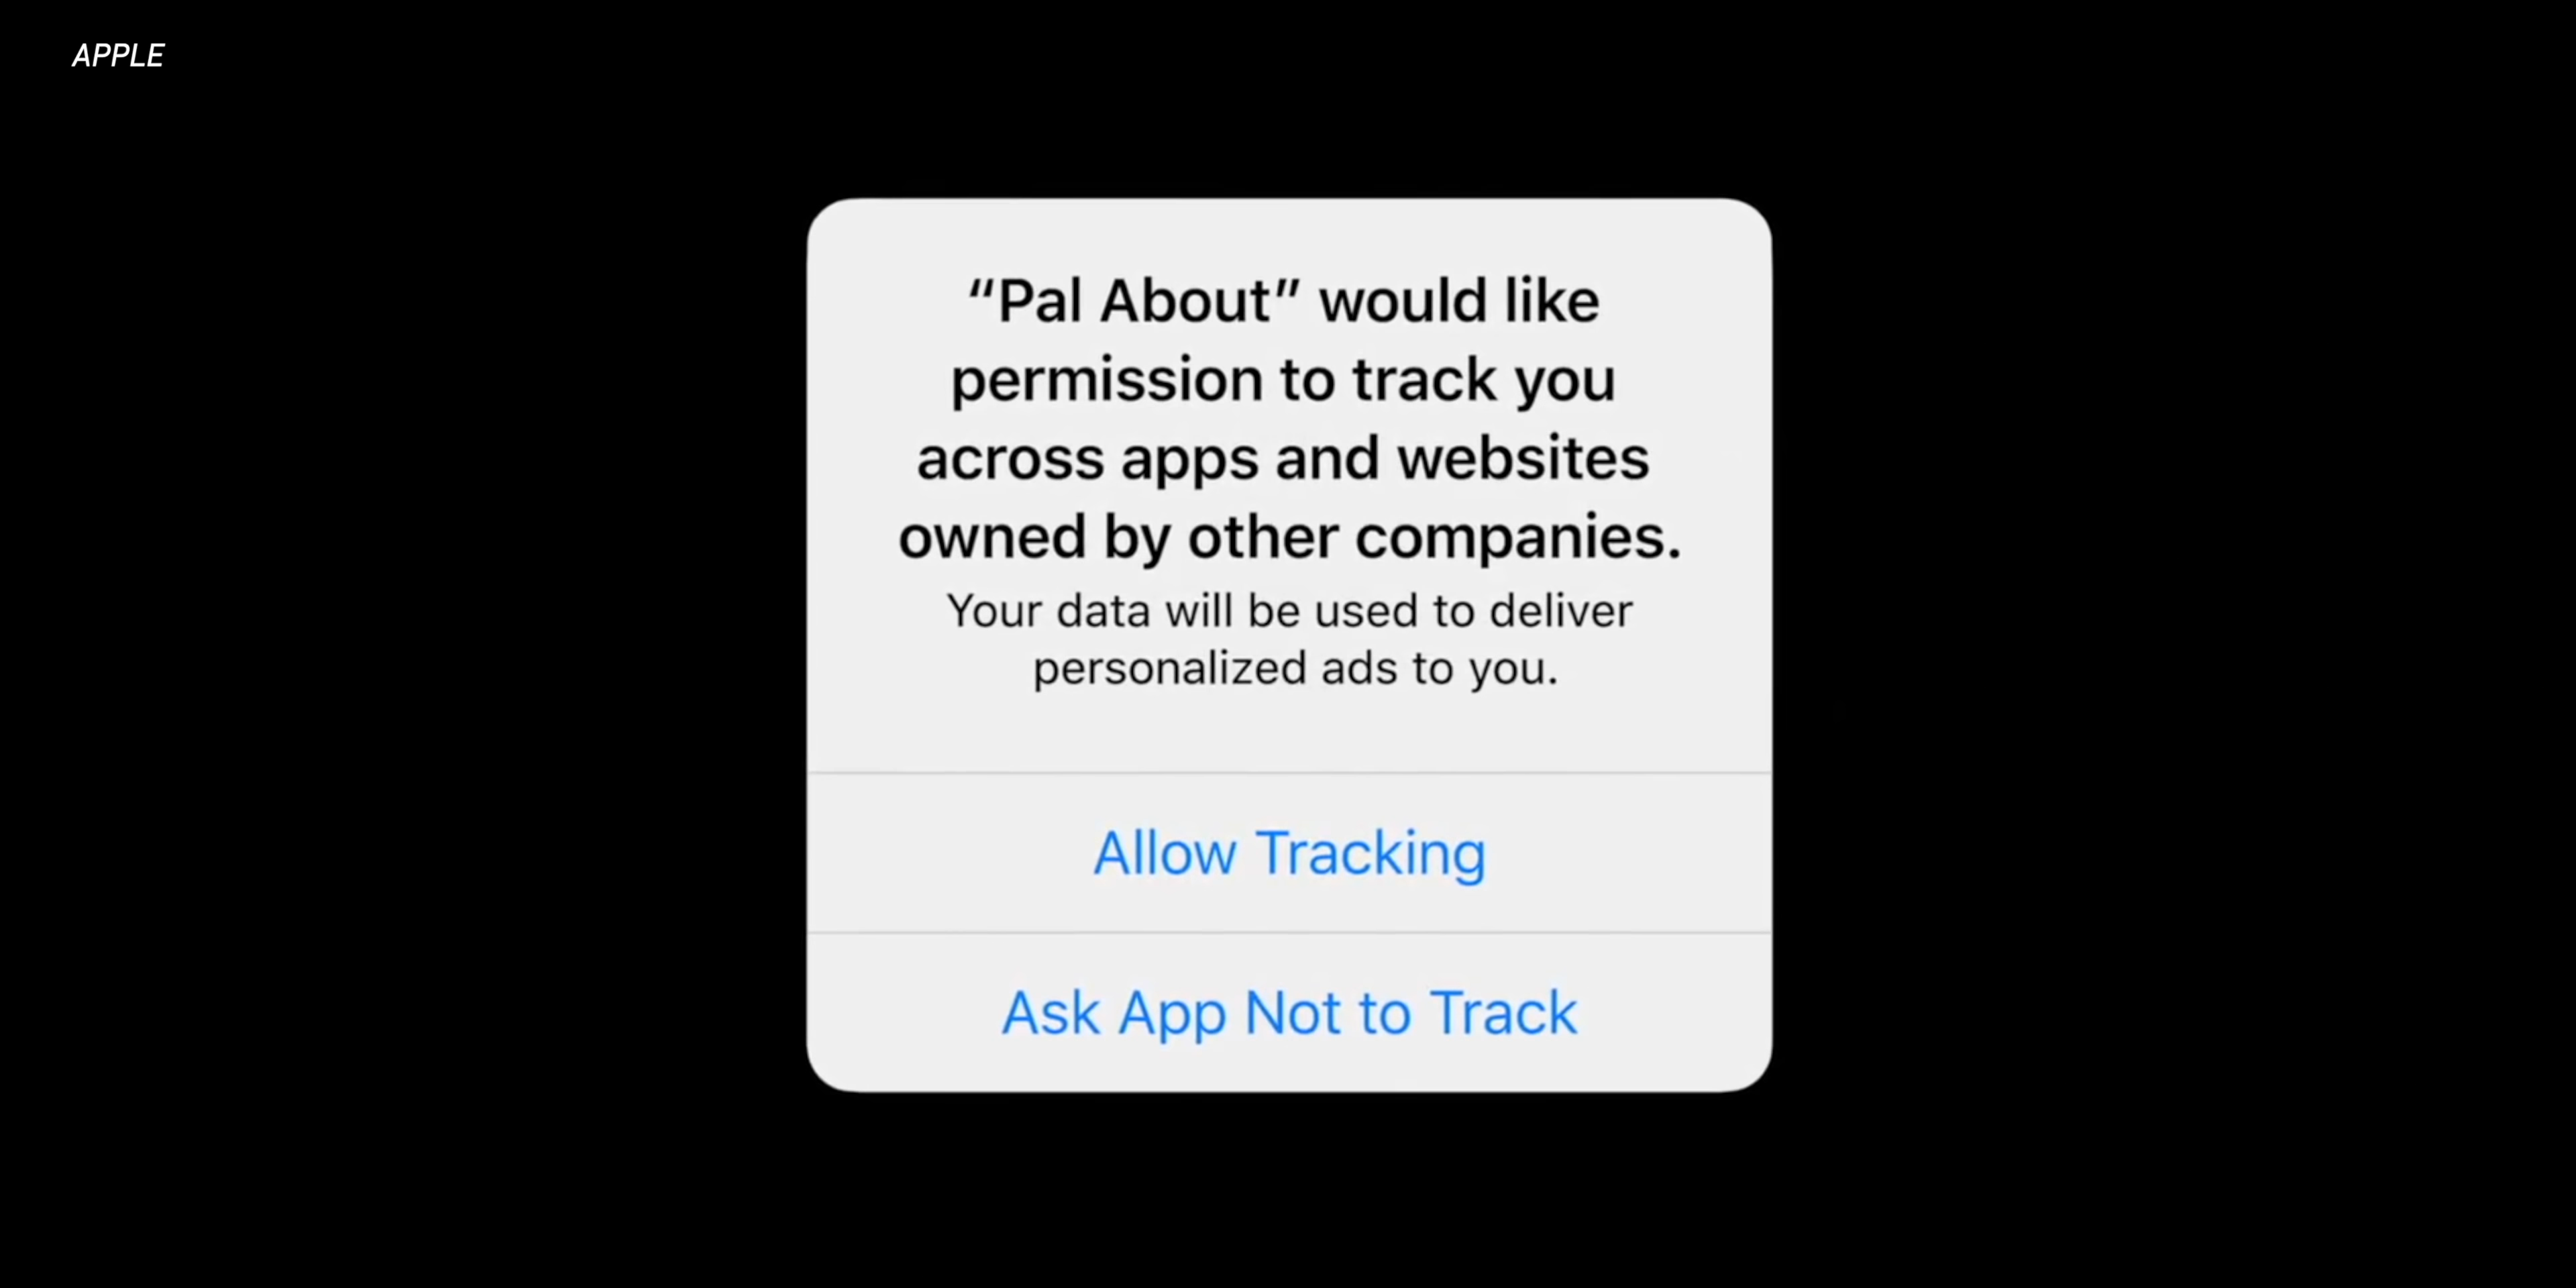 APPLE
“Pal About” would like
permission to track you
across apps and websites
owned by other companies.
Your data will be used to deliver
personalized ads to you.
Allow Tracking
Ask App Not to Track